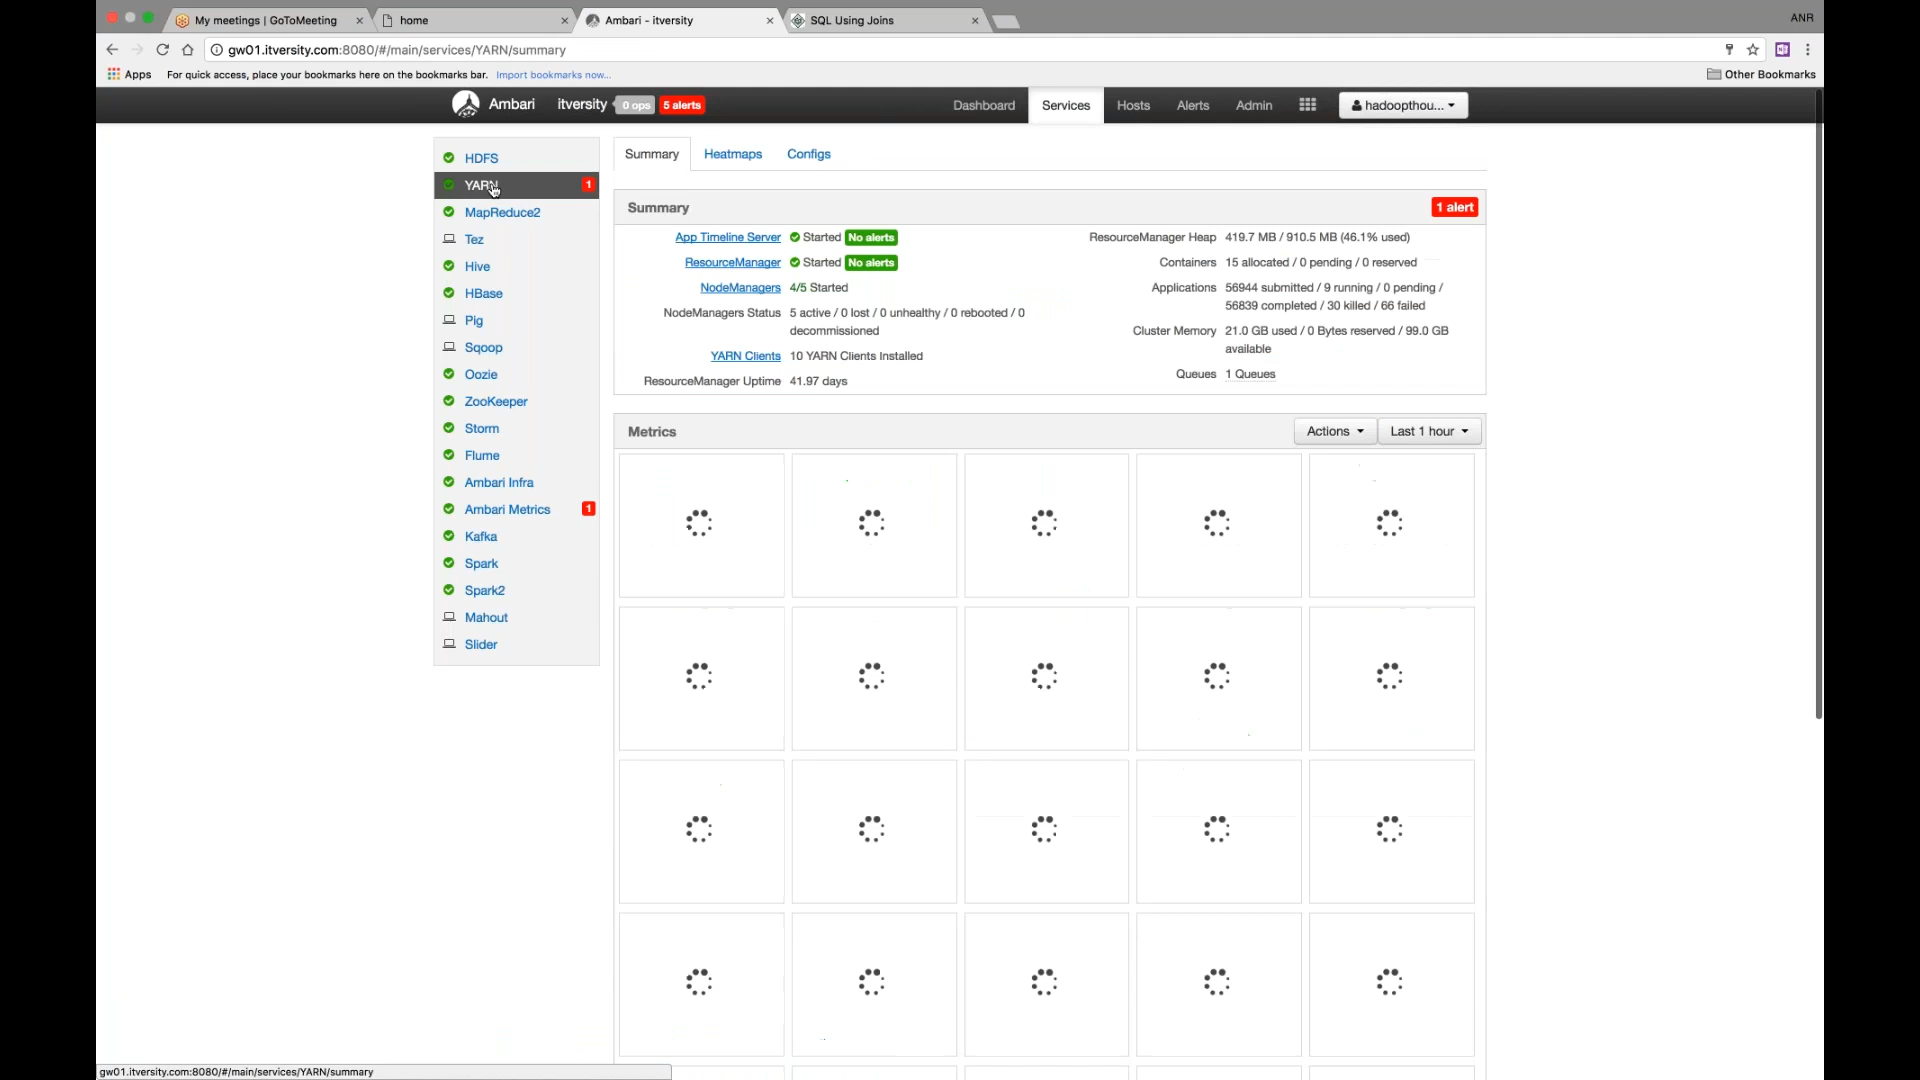 My meetings | GoToMeeting
home
Ambari - itversity
SQL Using Joins
ANR
gw01.itversity.com:8080/#/main/services/YARN/summary
Apps
For quick access, place your bookmarks here on the bookmarks bar. Import bookmarks now...
Other Bookmarks
Ambari
itversity
0 ops
5 alerts
Dashboard
Services
Hosts
Alerts
Admin
hadoopthou...
HDFS
YARN 1
MapReduce2
Tez
Hive
HBase
Pig
Sqoop
Oozie
ZooKeeper
Storm
Flume
Ambari Infra
Ambari Metrics 1
Kafka
Spark
Spark2
Mahout
Slider
Summary
Heatmaps
Configs
Summary
1 alert
App Timeline Server Started No alerts
ResourceManager Started No alerts
NodeManagers 4/5 Started
NodeManagers Status 5 active / 0 lost / 0 unhealthy / 0 rebooted / 0
decommissioned
YARN Clients 10 YARN Clients Installed
ResourceManager Uptime 41.97 days
ResourceManager Heap 419.7 MB / 910.5 MB (46.1% used)
Containers 15 allocated / 0 pending / 0 reserved
Applications 56944 submitted / 9 running / 0 pending /
56839 completed / 30 killed / 66 failed
Cluster Memory 21.0 GB used / 0 Bytes reserved / 99.0 GB
available
Queues 1 Queues
Metrics
Actions
Last 1 hour
gw01.itversity.com:8080/#/main/services/YARN/summary